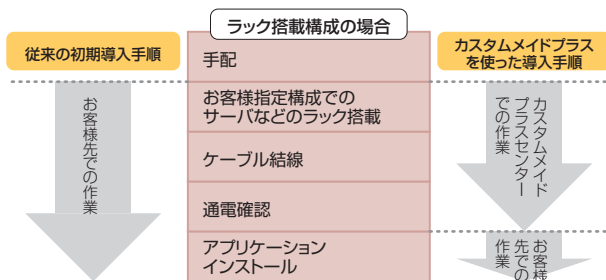 ラック搭載構成の場合
従来の初期導入手順
カスタムメイドプラス
を使った導入手順
手配
お客様指定構成での
サーバなどのラック搭載
ケーブル結線
通電確認
アプリケーション
インストール
お客様先での作業
カスタムメイド
プラスセンター
での作業
お客様
先での
作業